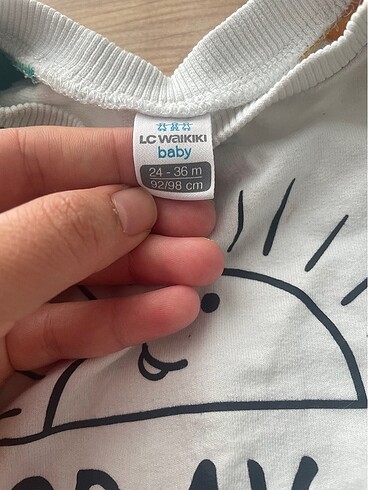 LC WAIKIKI
baby
24 - 36 m
92/98 cm